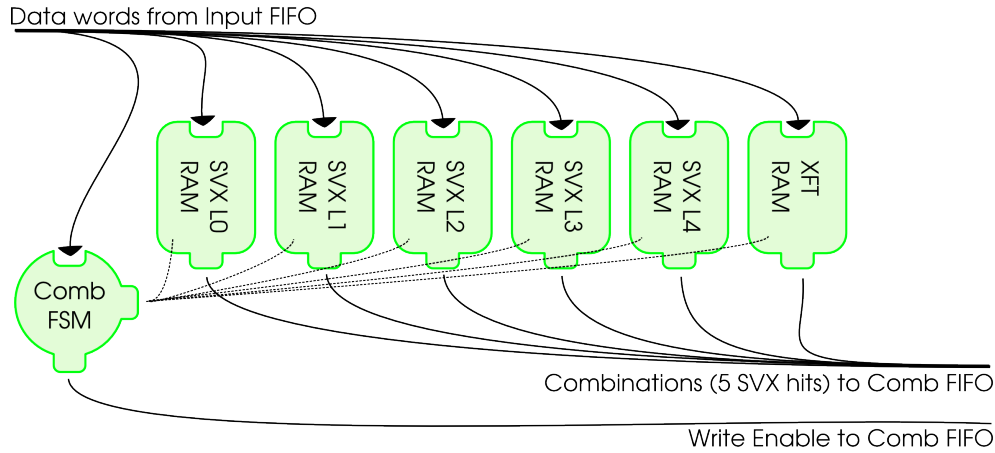 Data words from Input FIFO
SVX L0
RAM
SVX L1
RAM
SVX L2
RAM
SVX L3
RAM
SVX L4
RAM
XFT
RAM
Comb
FSM
Combinations (5 SVX hits) to Comb FIFO
Write Enable to Comb FIFO